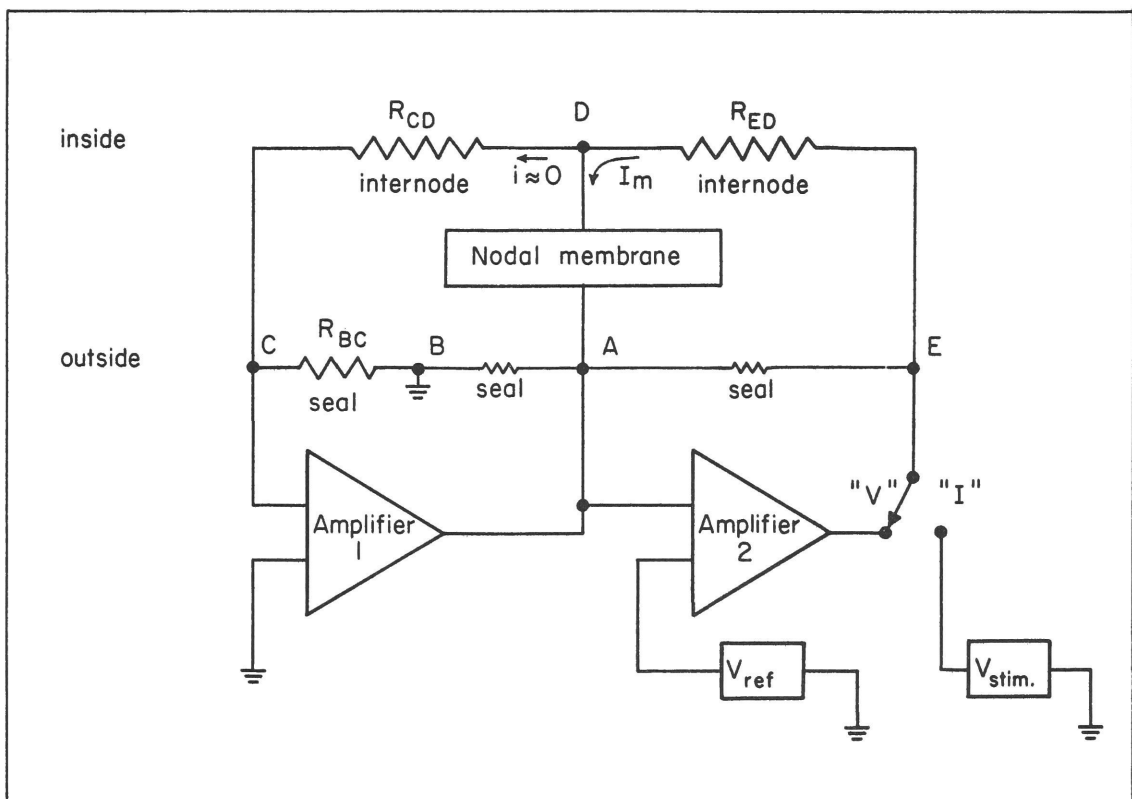 R_CD D R_ED
inside
i ≈ O I_m
internode internode
Nodal membrane
R_BC
outside C B A E
seal seal
seal
"V" "I"
Amplifier Amplifier
1 2
V_ref V_stim.